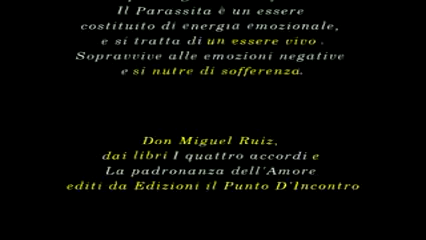 Il Parassita è un essere
costituito di energia emozionale,
e si tratta di un essere vivo.
Sopravvive alle emozioni negative
e si nutre di sofferenza.
Don Miguel Ruiz,
dai libri I quattro accordi e
La padronanza dell'Amore
editi da Edizioni il Punto D'Incontro